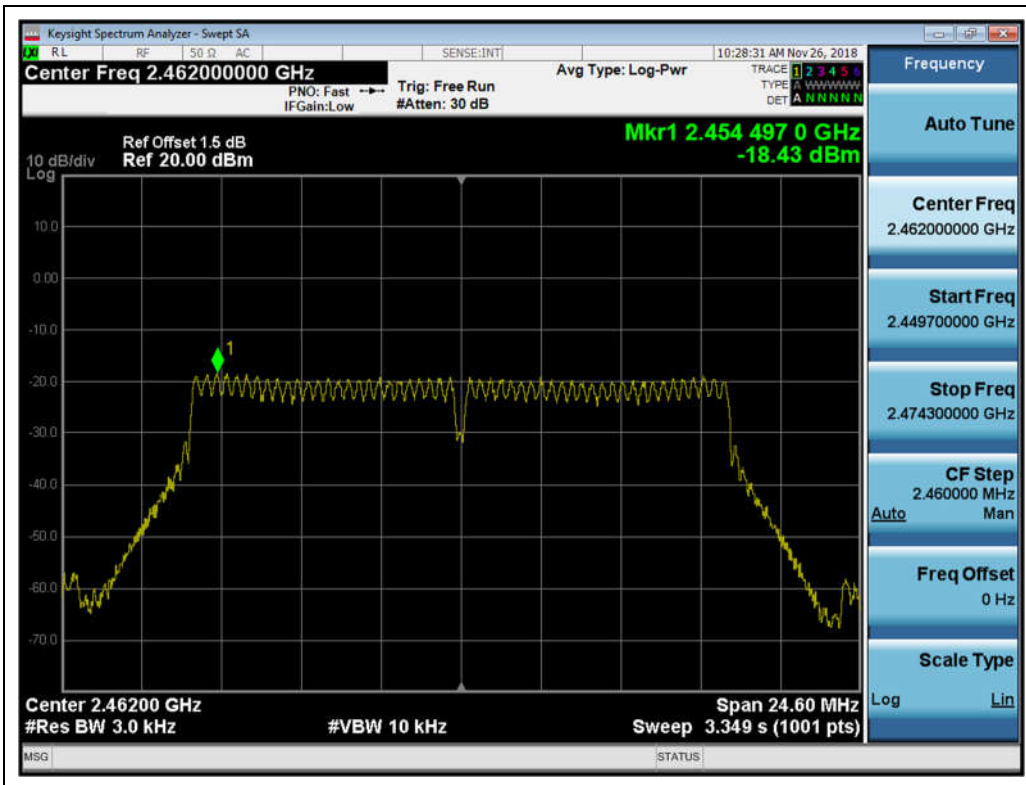 Keysight Spectrum Analyzer - Swept SA
LXI RL RF 50 Ω AC SENSE:INT 10:28:31 AM Nov 26, 2018
Center Freq 2.462000000 GHz
PNO: Fast
IFGain:Low
Trig: Free Run
#Atten: 30 dB
Avg Type: Log-Pwr
TRACE 1 2 3 4 5 6
TYPE A WWWWW
DET A N N N N N
Ref Offset 1.5 dB
Ref 20.00 dBm
10 dB/div
Log
Mkr1 2.454 497 0 GHz
-18.43 dBm
10.0
0.00
-10.0
-20.0
-30.0
-40.0
-50.0
-60.0
-70.0
1
Center 2.46200 GHz
Span 24.60 MHz
#Res BW 3.0 kHz
#VBW 10 kHz
Sweep 3.349 s (1001 pts)
MSG
STATUS
Frequency
Auto Tune
Center Freq
2.462000000 GHz
Start Freq
2.449700000 GHz
Stop Freq
2.474300000 GHz
CF Step
2.460000 MHz
Auto Man
Freq Offset
0 Hz
Scale Type
Log Lin